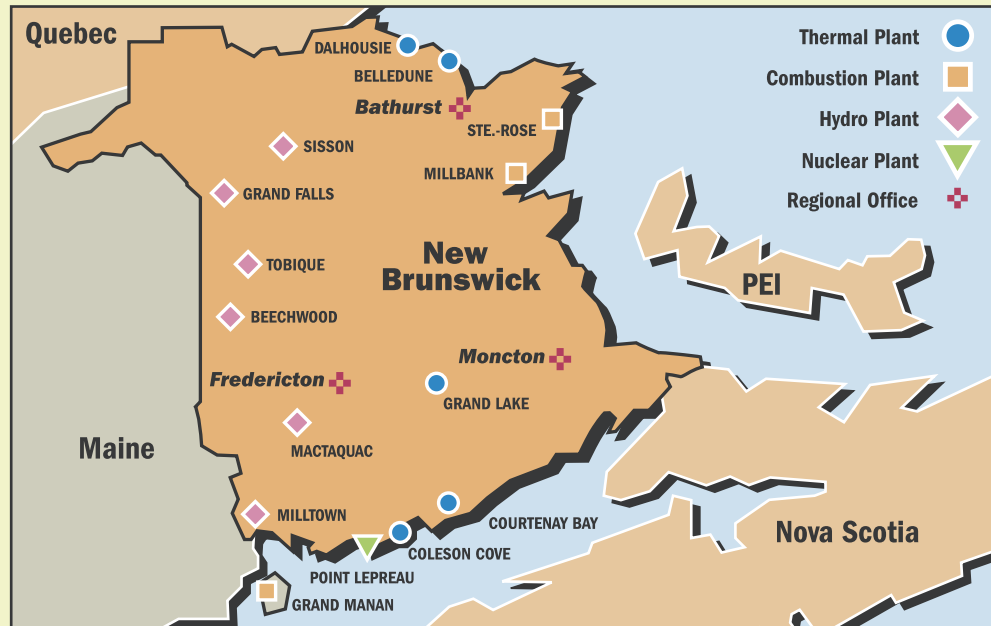 Quebec
DALHOUSIE
BELLEDUNE
Bathurst
STE.-ROSE
SISSON
MILLBANK
GRAND FALLS
New
Brunswick
TOBIQUE
BEECHWOOD
Moncton
Fredericton
GRAND LAKE
Maine
MACTAQUAC
MILLTOWN
COURTENAY BAY
COLESON COVE
POINT LEPREAU
GRAND MANAN
Thermal Plant
Combustion Plant
Hydro Plant
Nuclear Plant
Regional Office
PEI
Nova Scotia